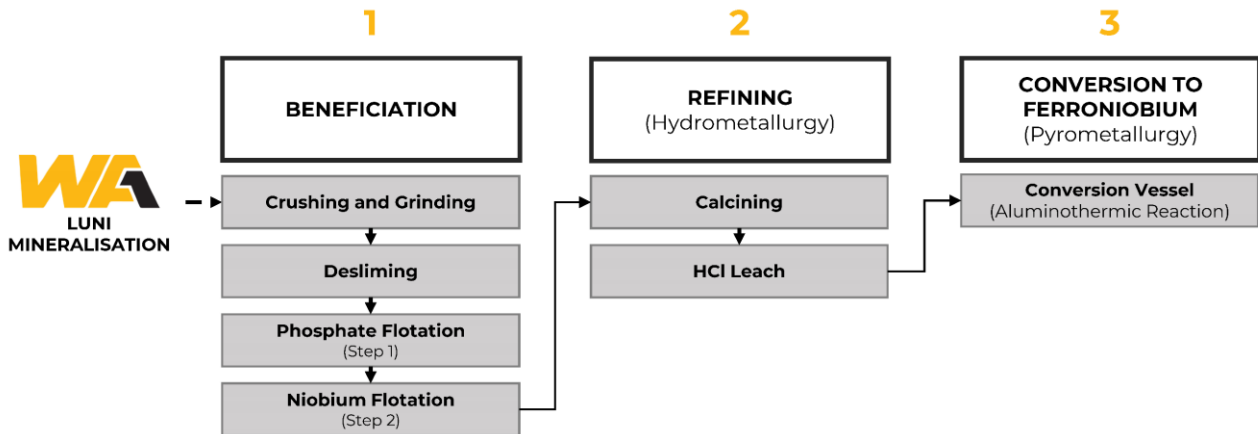 1
2
3
BENEFICIATION
REFINING
(Hydrometallurgy)
CONVERSION TO
FERRONIOBIUM
(Pyrometallurgy)
WA1
LUNI
MINERALISATION
Crushing and Grinding
Desliming
Phosphate Flotation
(Step 1)
Niobium Flotation
(Step 2)
Calcining
HCl Leach
Conversion Vessel
(Aluminothermic Reaction)